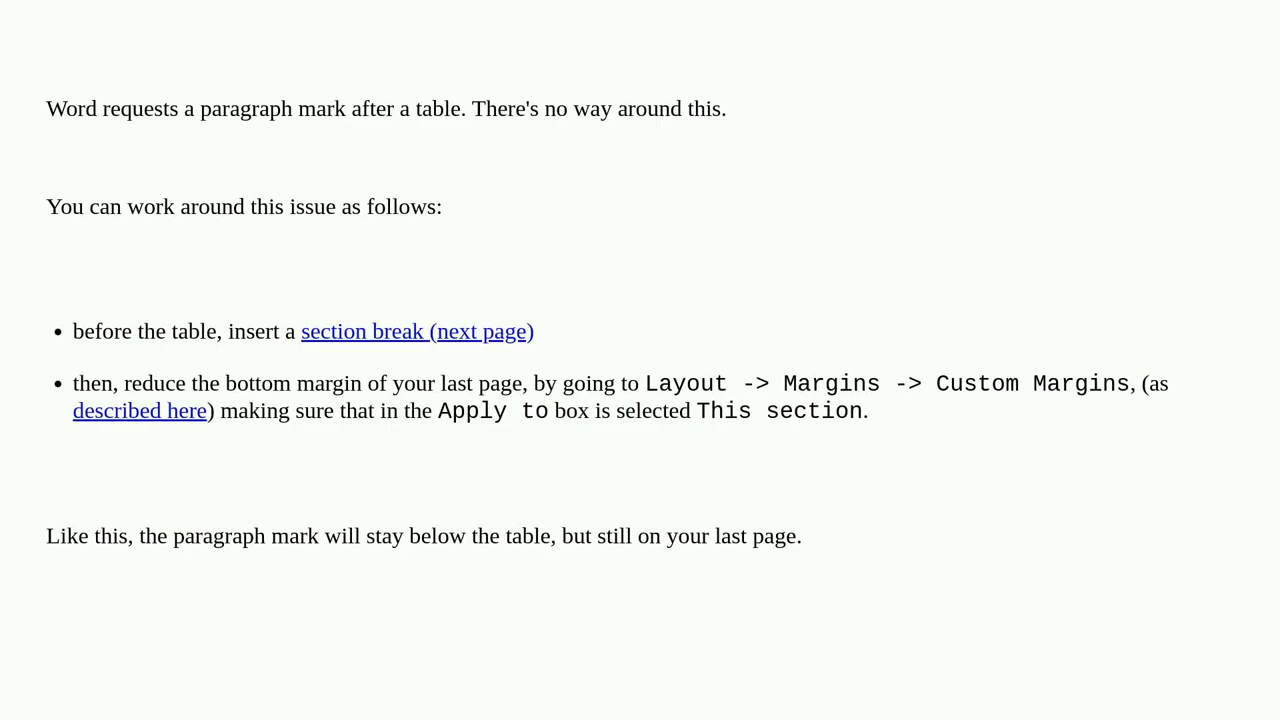 Word requests a paragraph mark after a table. There's no way around this.
You can work around this issue as follows:
• before the table, insert a section break (next page)
• then, reduce the bottom margin of your last page, by going to Layout -> Margins -> Custom Margins, (as
described here) making sure that in the Apply to box is selected This section.
Like this, the paragraph mark will stay below the table, but still on your last page.